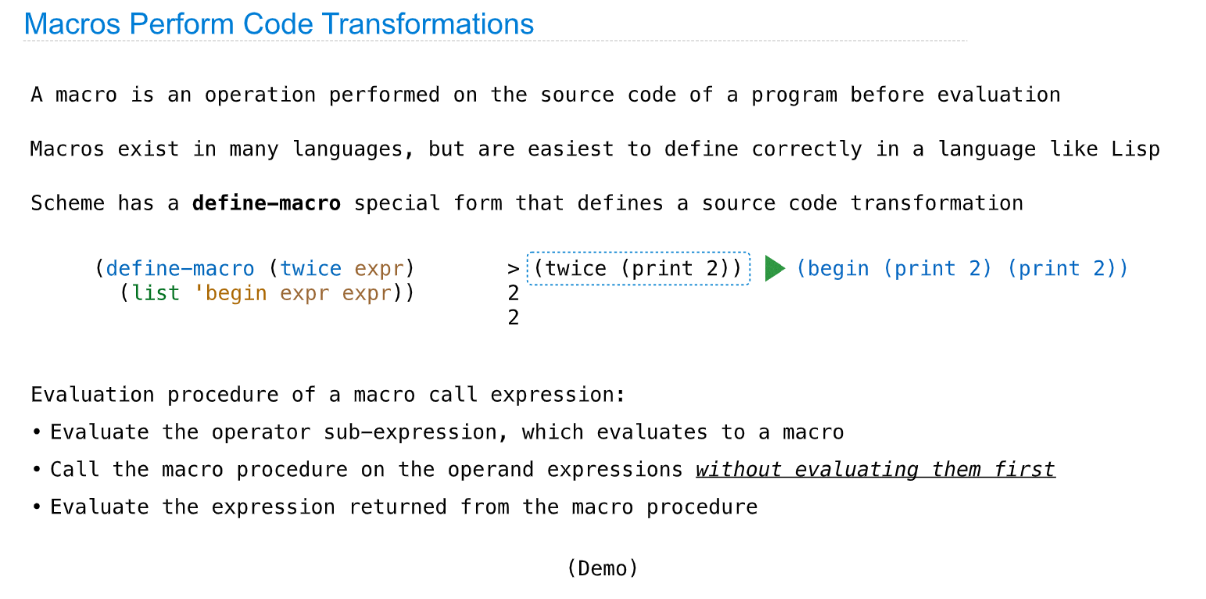 Macros Perform Code Transformations
A macro is an operation performed on the source code of a program before evaluation
Macros exist in many languages, but are easiest to define correctly in a language like Lisp
Scheme has a define-macro special form that defines a source code transformation
(define-macro (twice expr)
(list 'begin expr expr))
> (twice (print 2)) ▶ (begin (print 2) (print 2))
2
2
Evaluation procedure of a macro call expression:
• Evaluate the operator sub-expression, which evaluates to a macro
• Call the macro procedure on the operand expressions without evaluating them first
• Evaluate the expression returned from the macro procedure
(Demo)